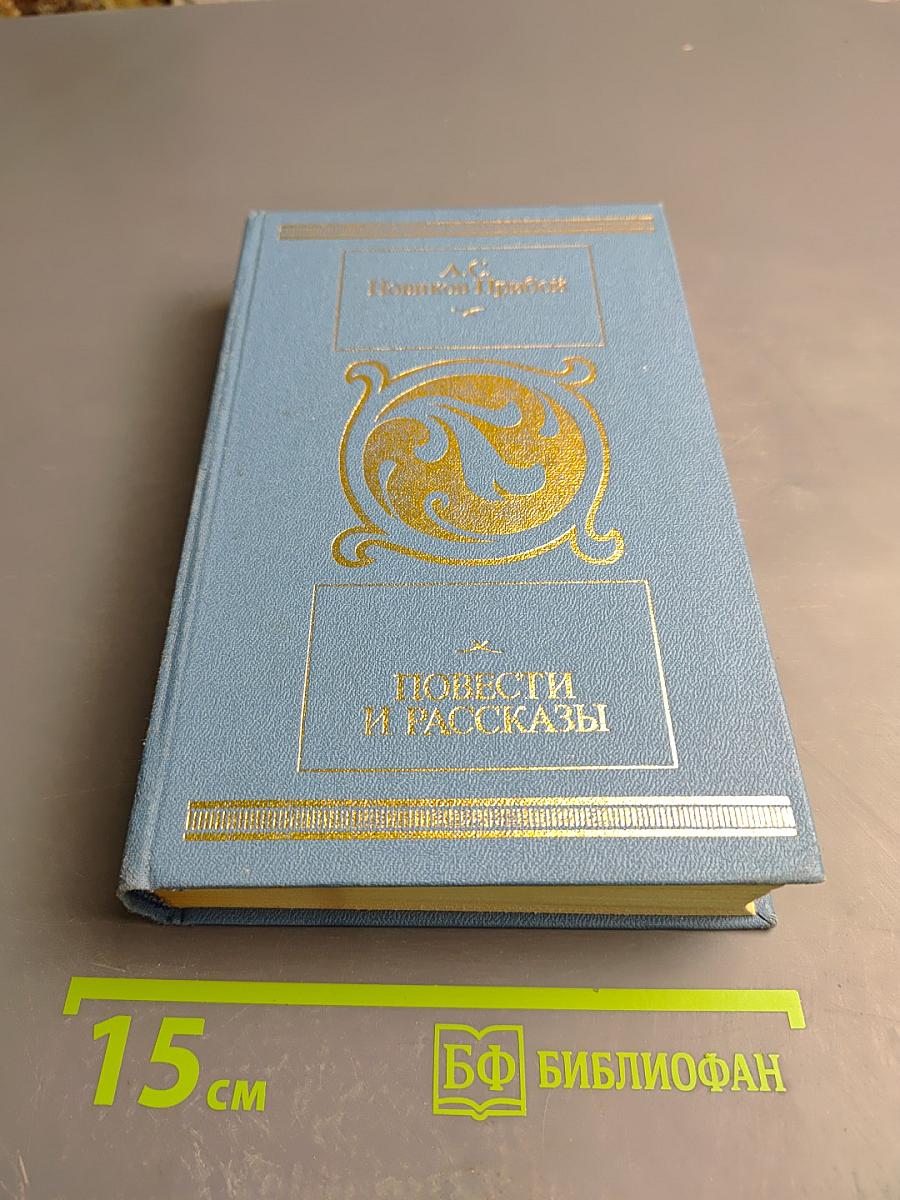 А.С.
Новиков-Прибой
ПОВЕСТИ
И РАССКАЗЫ
15 см
БФ БИБЛИОФАН